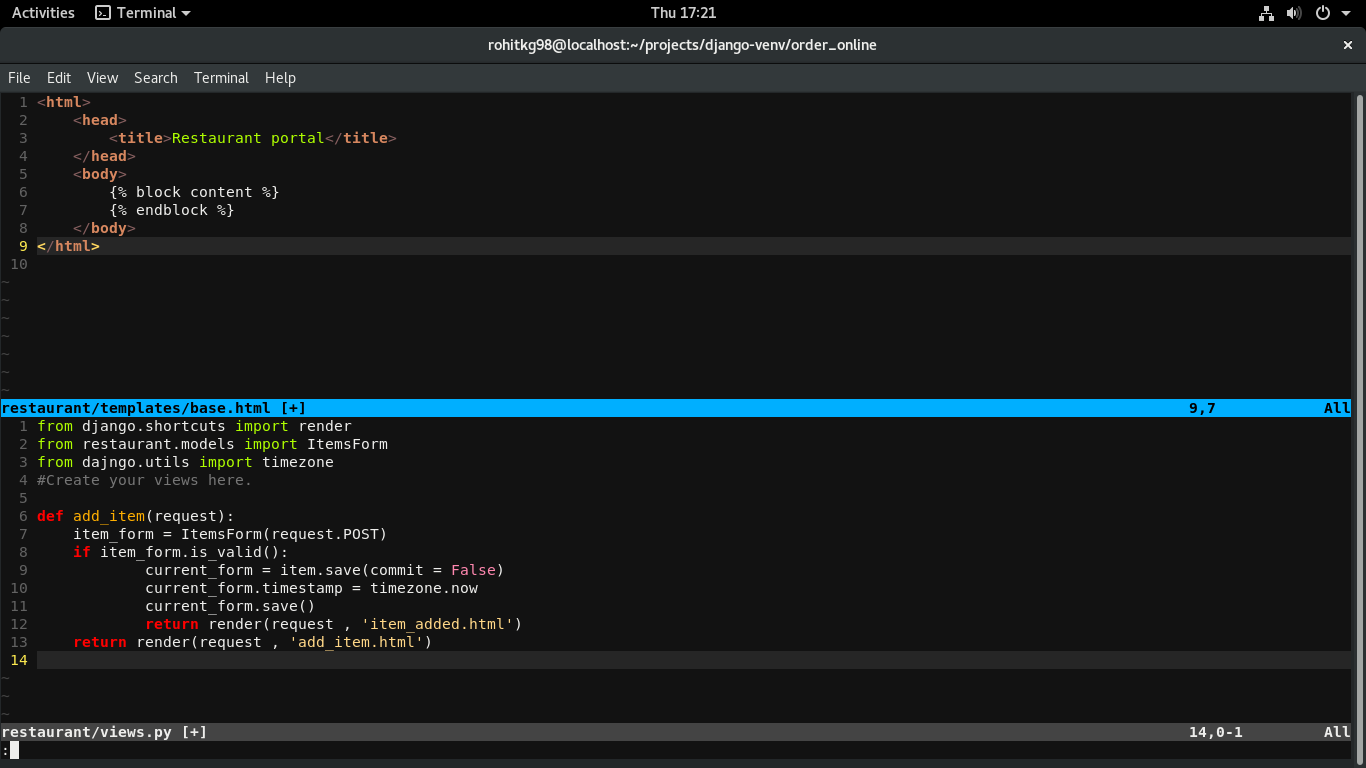 Activities Terminal Thu 17:21
rohitkg98@localhost:~/projects/django-venv/order_online ×
File Edit View Search Terminal Help
1 <html>
2     <head>
3         <title>Restaurant portal</title>
4     </head>
5     <body>
6         {% block content %}
7         {% endblock %}
8     </body>
9 </html>
10
~
~
~
~
~
~
~
restaurant/templates/base.html [+] 9,7 All
1 from django.shortcuts import render
2 from restaurant.models import ItemsForm
3 from dajngo.utils import timezone
4 #Create your views here.
5
6 def add_item(request):
7     item_form = ItemsForm(request.POST)
8     if item_form.is_valid():
9             current_form = item.save(commit = False)
10             current_form.timestamp = timezone.now
11             current_form.save()
12             return render(request , 'item_added.html')
13     return render(request , 'add_item.html')
14
~
~
~
restaurant/views.py [+] 14,0-1 All
: